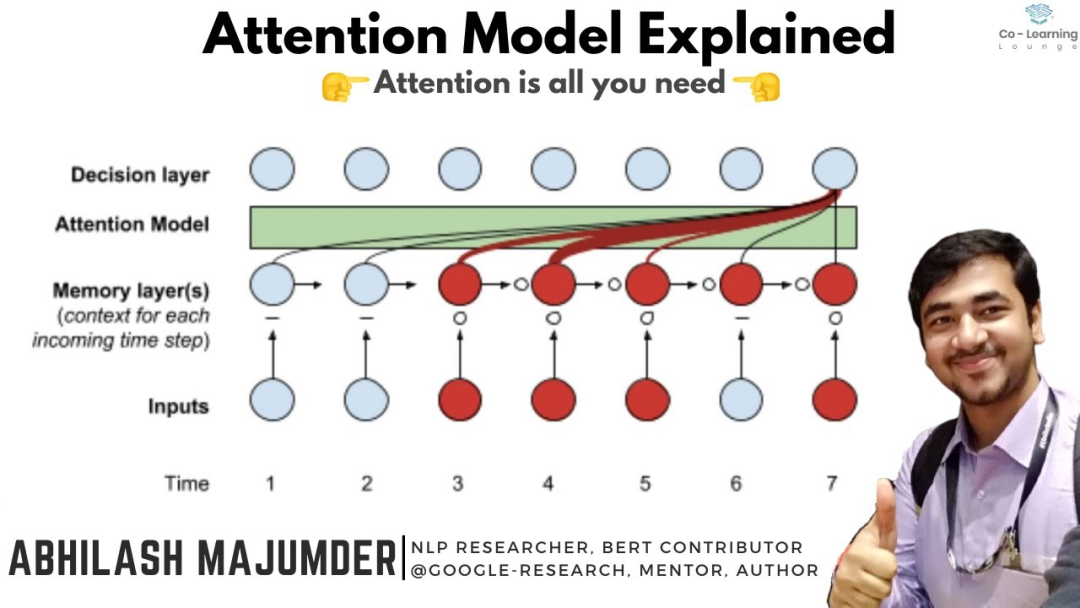 Attention Model Explained
Co - Learning
Lounge
👉 Attention is all you need 👈
Decision layer
Attention Model
Memory layer(s)
(context for each
incoming time step)
Inputs
Time 1 2 3 4 5 6 7
ABHILASH MAJUMDER
NLP RESEARCHER, BERT CONTRIBUTOR
@GOOGLE-RESEARCH, MENTOR, AUTHOR